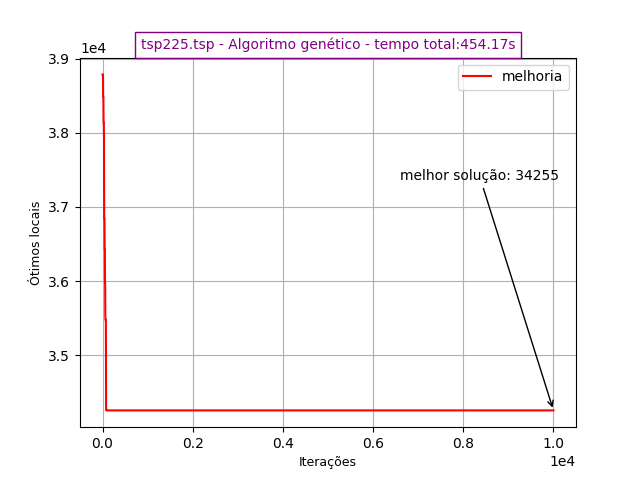 tsp225.tsp - Algoritmo genético - tempo total:454.17s
1e4
3.9
melhoria
3.8
melhor solução: 34255
3.7
Ótimos locais
3.6
3.5
0.0 0.2 0.4 0.6 0.8 1.0
Iterações
1e4